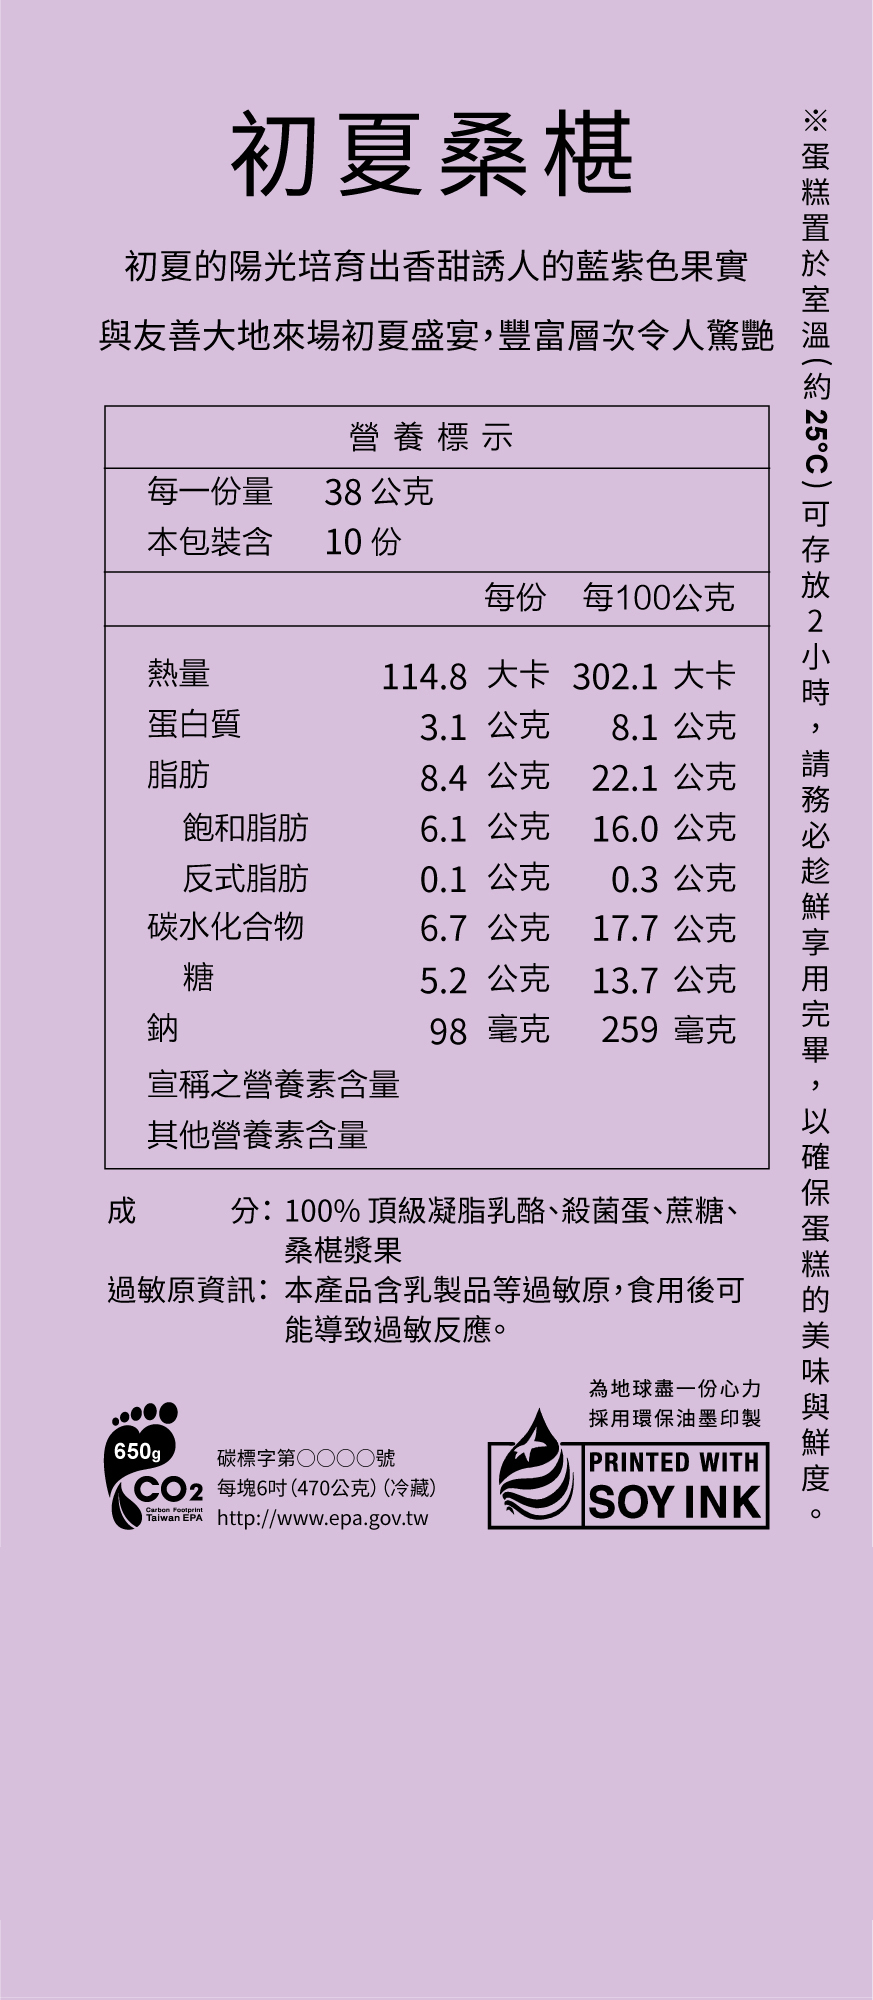 初夏桑椹
初夏的陽光培育出香甜誘人的藍紫色果實
與友善大地來場初夏盛宴，豐富層次令人驚艷
營養標示
每一份量 38 公克
本包裝含 10 份
每份 每100公克
熱量 114.8 大卡 302.1 大卡
蛋白質 3.1 公克 8.1 公克
脂肪 8.4 公克 22.1 公克
飽和脂肪 6.1 公克 16.0 公克
反式脂肪 0.1 公克 0.3 公克
碳水化合物 6.7 公克 17.7 公克
糖 5.2 公克 13.7 公克
鈉 98 毫克 259 毫克
宣稱之營養素含量
其他營養素含量
成分：100% 頂級凝脂乳酪、殺菌蛋、蔗糖、
桑椹漿果
過敏原資訊：本產品含乳製品等過敏原，食用後可
能導致過敏反應。
650g
CO2
Carbon Footprint
Taiwan EPA
碳標字第○○○○號
每塊6吋（470公克）（冷藏）
http://www.epa.gov.tw
為地球盡一份心力
採用環保油墨印製
PRINTED WITH
SOY INK
※蛋糕置於室溫（約25°C）可存放2小時，請務必趁鮮享用完畢，以確保蛋糕的美味與鮮度。